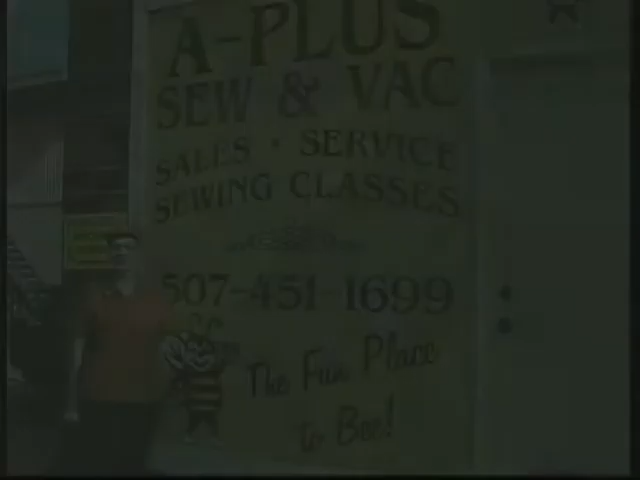 A-PLUS
SEW & VAC
SALES · SERVICE
SEWING CLASSES
507-451-1699
The Fun Place
to Bee!